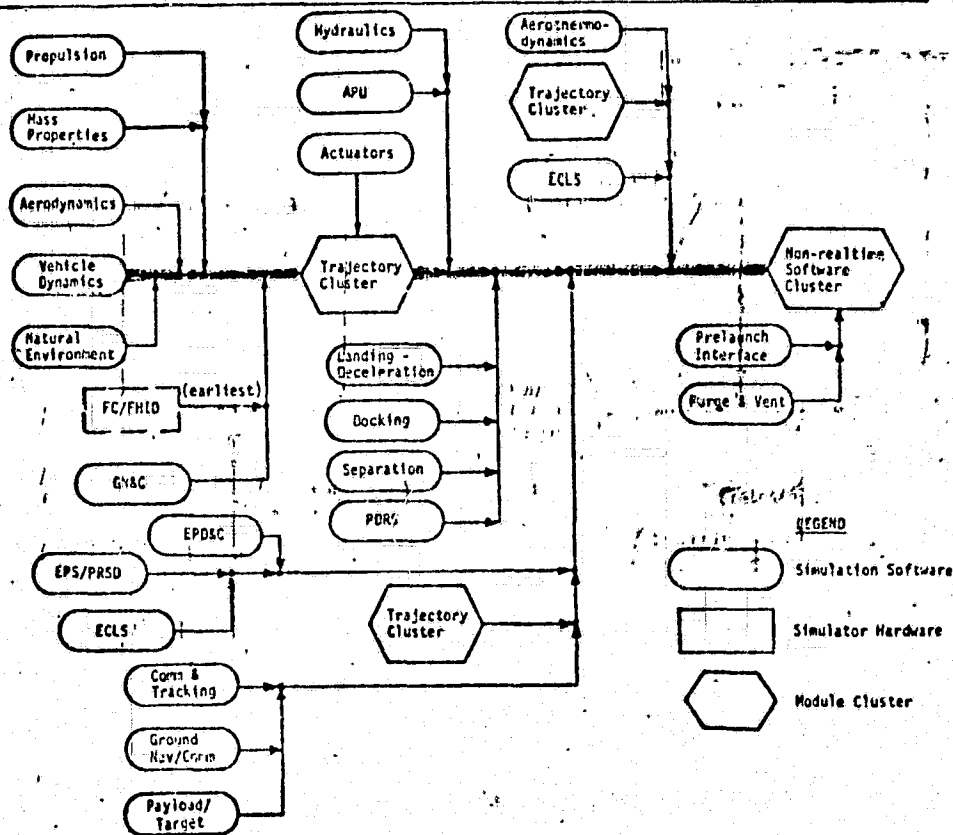 Propulsion
Mass
Properties
Aerodynamics
Vehicle
Dynamics
Natural
Environment
FC/FHID
(earliest)
GN&C
Hydraulics
APU
Actuators
Trajectory
Cluster
Landing -
Deceleration
Docking
Separation
PDRS
Aerothermo-
dynamics
Trajectory
Cluster
ECLS
Non-realtime
Software
Cluster
Prelaunch
Interface
Purge & Vent
EPD&C
EPS/PRSD
ECLS
Trajectory
Cluster
Comm &
Tracking
Ground
Nav/Comm
Payload/
Target
LEGEND
Simulation Software
Simulator Hardware
Module Cluster